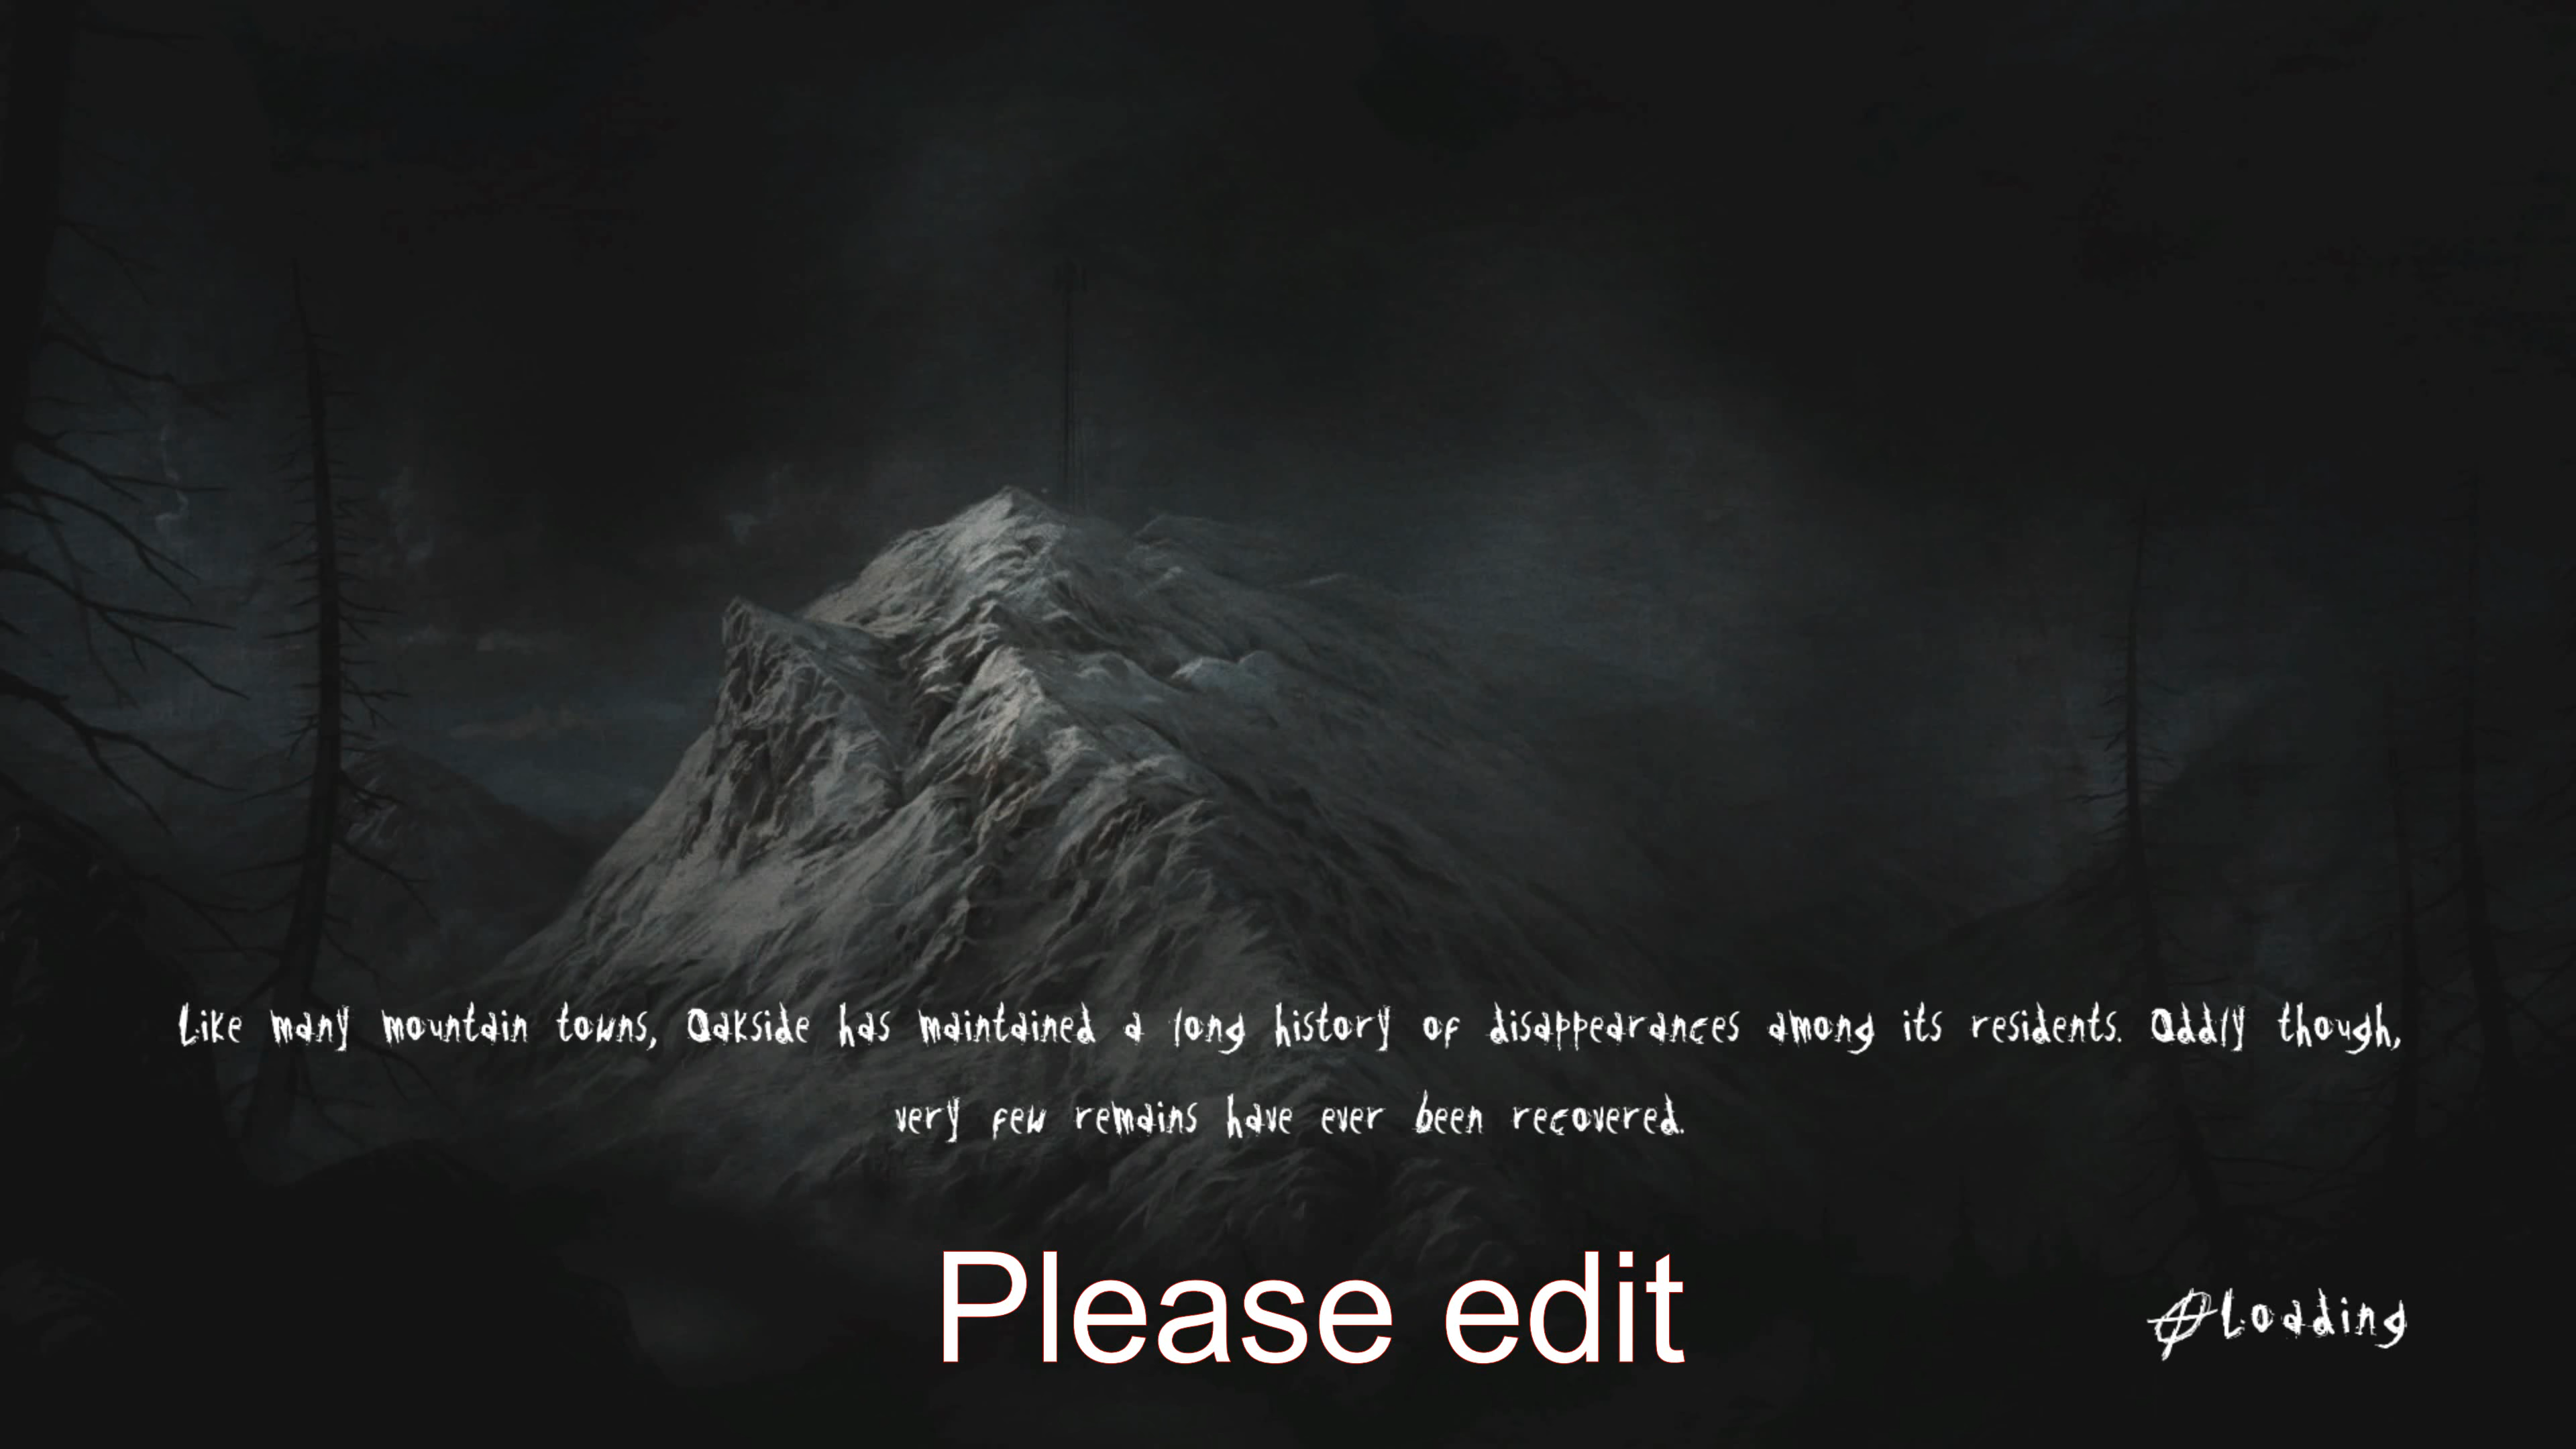 Like many mountain towns, Oakside has maintained a long history of disappearances among its residents. Oddly though,
very few remains have ever been recovered.
Please edit
Loading